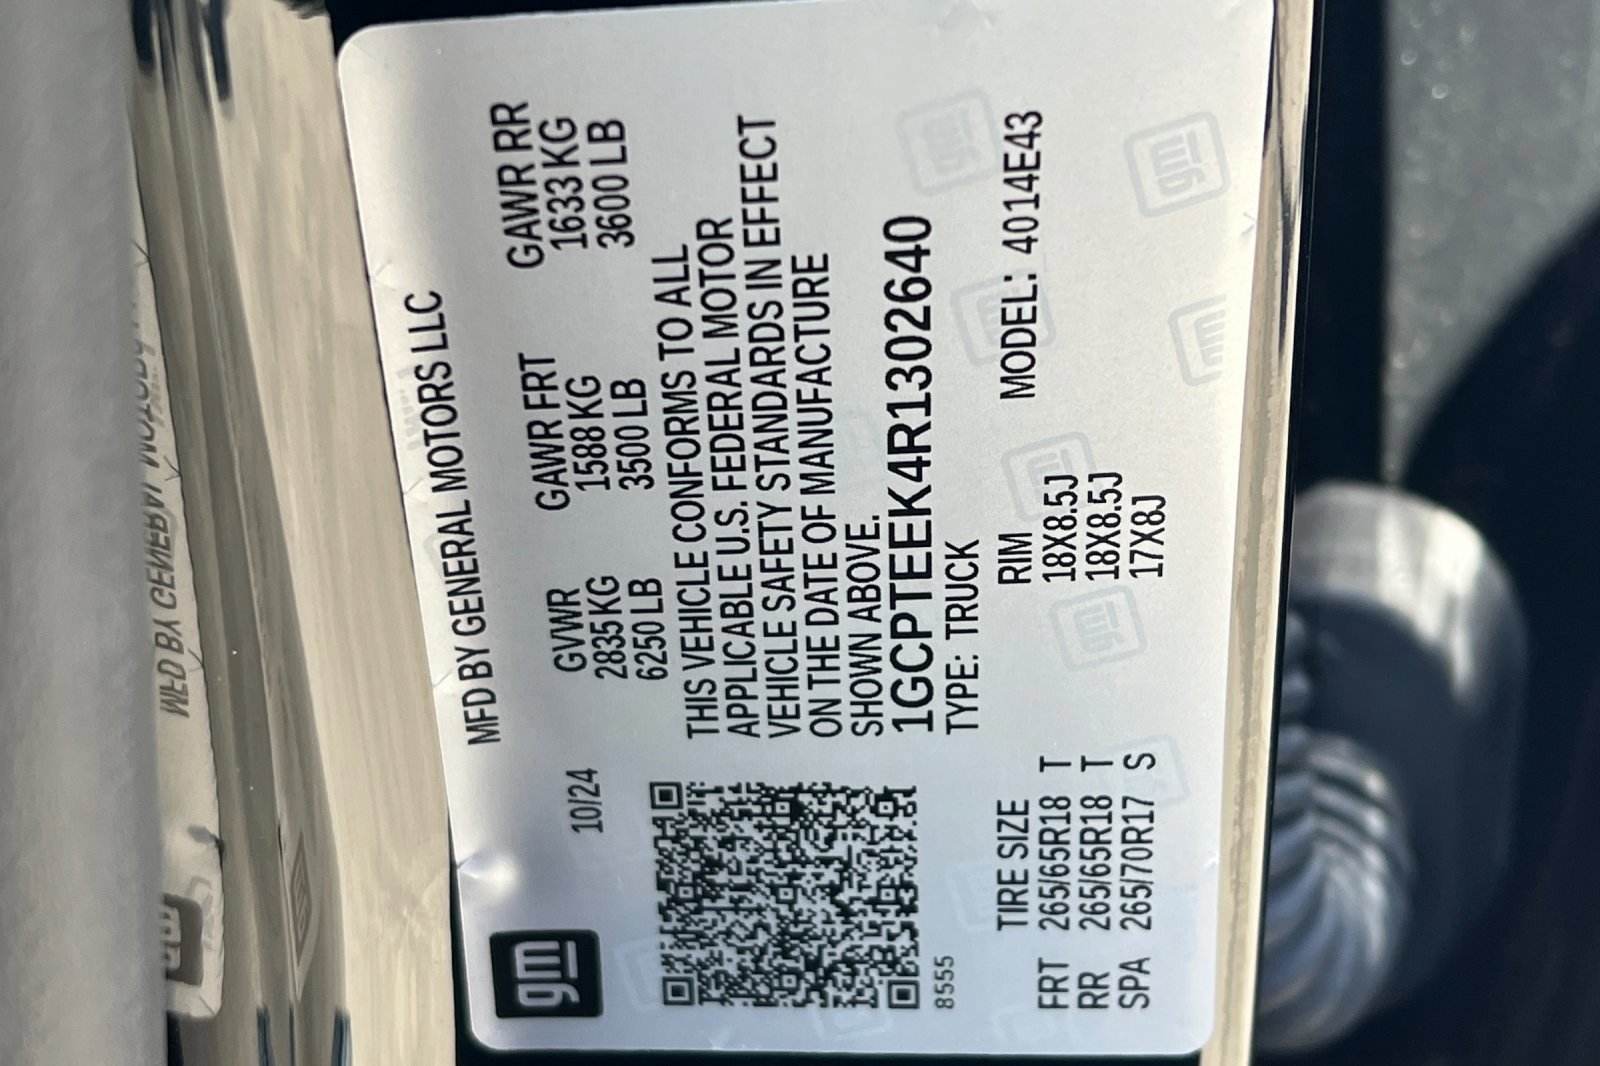 gm
10/24
MFD BY GENERAL MOTORS LLC
GVWR GAWR FRT GAWR RR
2835 KG 1588 KG 1633 KG
6250 LB 3500 LB 3600 LB
THIS VEHICLE CONFORMS TO ALL
APPLICABLE U.S. FEDERAL MOTOR
VEHICLE SAFETY STANDARDS IN EFFECT
ON THE DATE OF MANUFACTURE
SHOWN ABOVE.
1GCPTEEK4R1302640
8555
TYPE: TRUCK
TIRE SIZE RIM MODEL: 4014E43
FRT 265/65R18 T 18X8.5J
RR 265/65R18 T 18X8.5J
SPA 265/70R17 S 17X8J